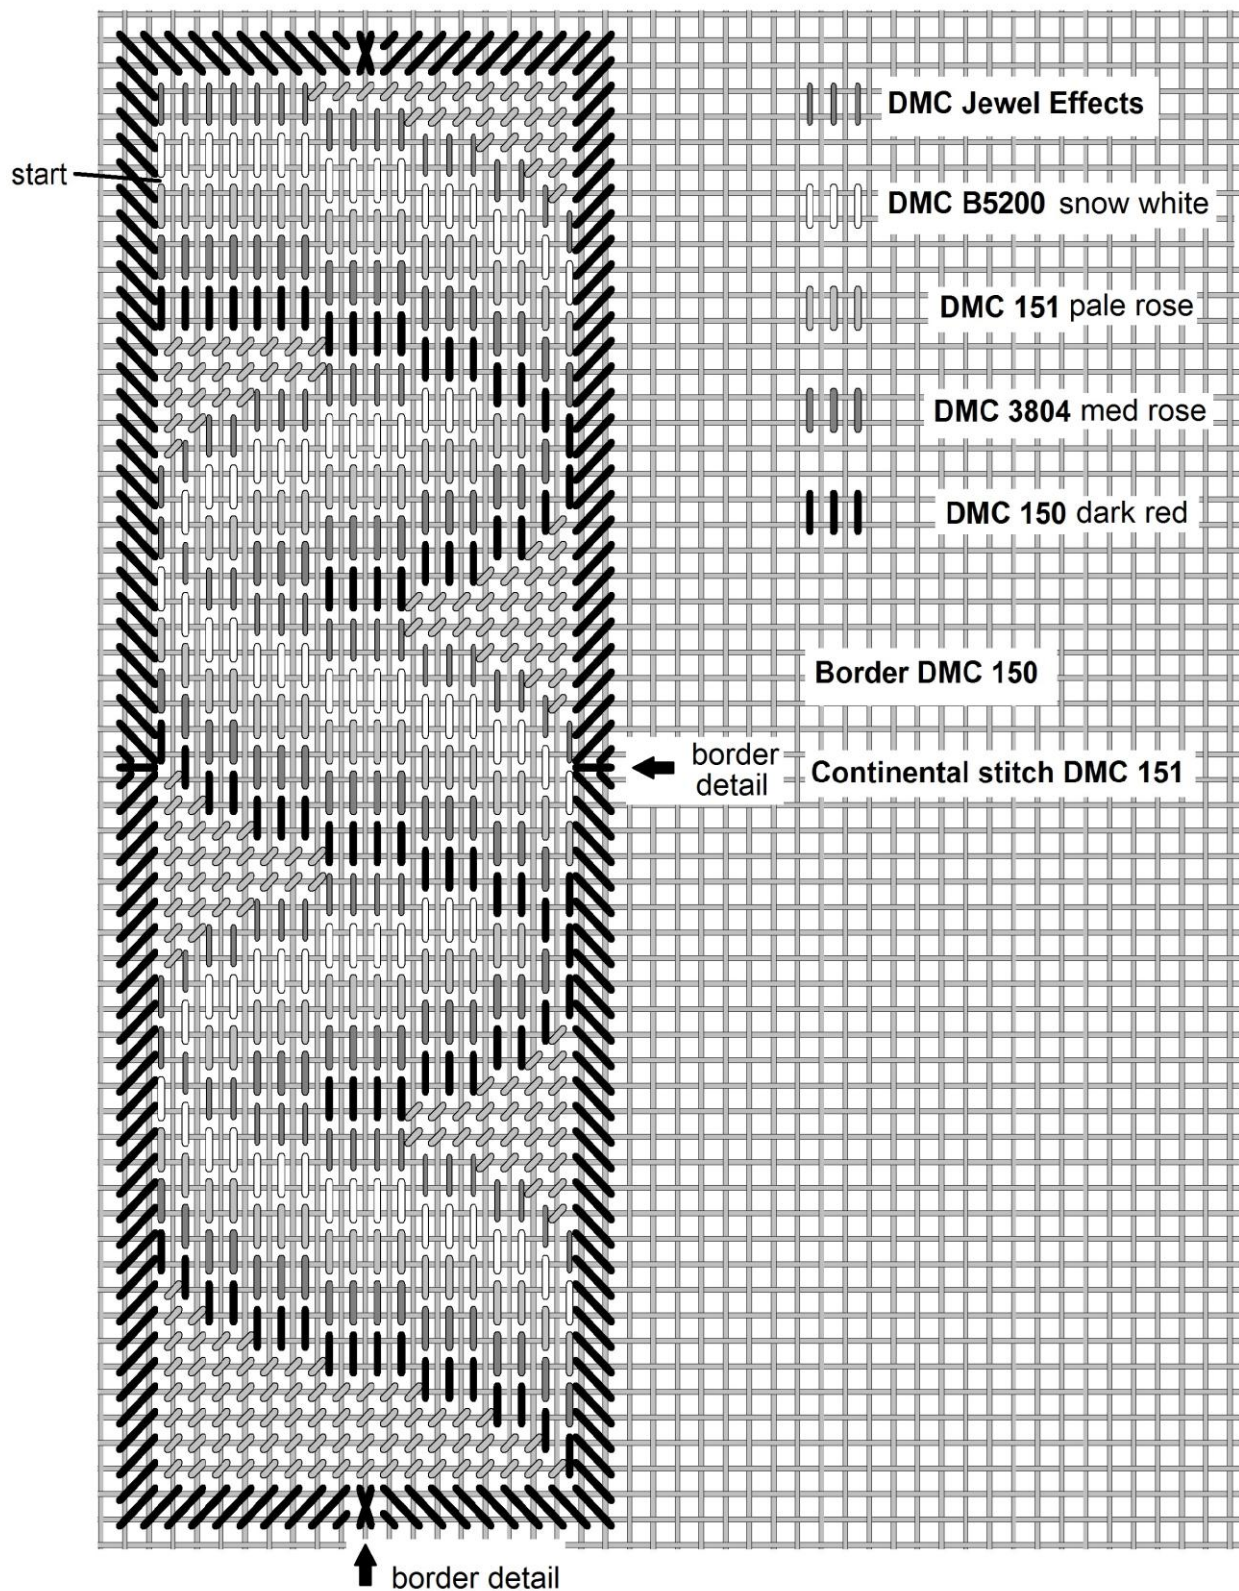 DMC Jewel Effects
start
DMC B5200 snow white
DMC 151 pale rose
DMC 3804 med rose
DMC 150 dark red
Border DMC 150
border
detail
Continental stitch DMC 151
border detail